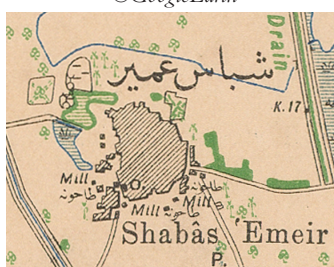 ©GoogleEarth
Drain
شباس عمير
K.17
Mill
طاحونة
Mill
طاحونة
Mill
طاحونة
Shabâs Emeir
P.